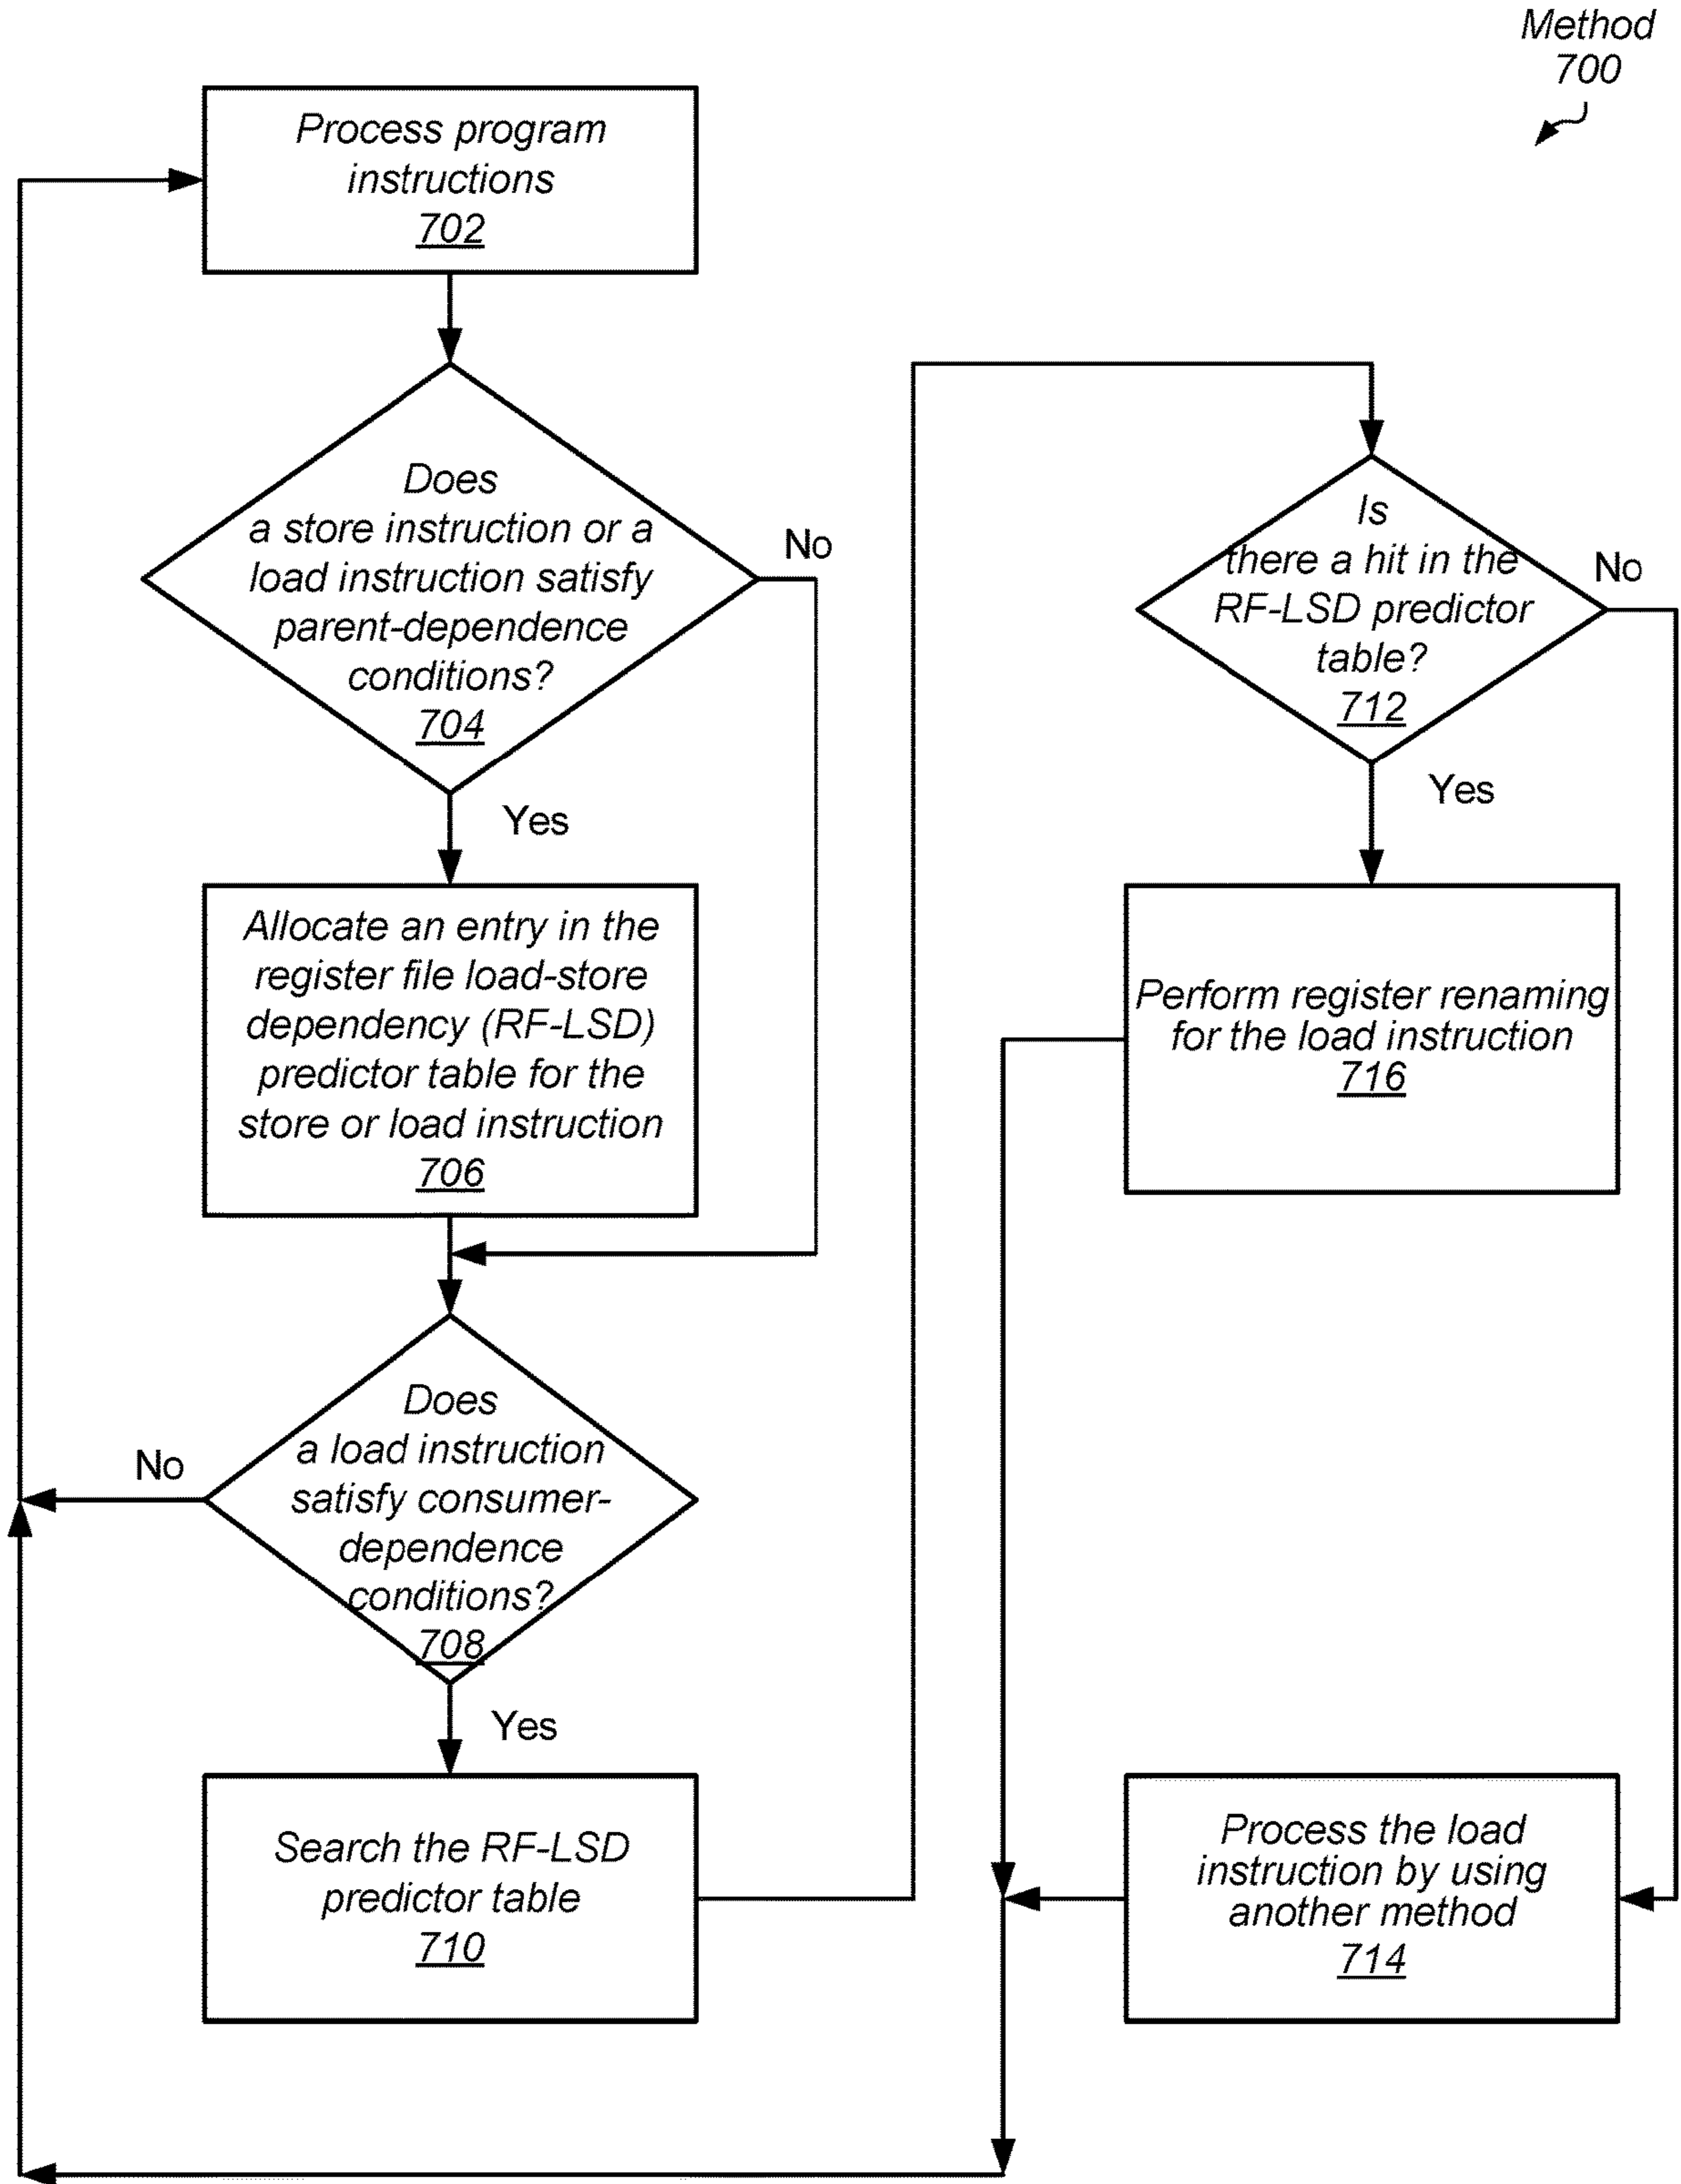 Method
700
Process program
instructions
702
Does
a store instruction or a
load instruction satisfy
parent-dependence
conditions?
704
No
Yes
Allocate an entry in the
register file load-store
dependency (RF-LSD)
predictor table for the
store or load instruction
706
Does
a load instruction
satisfy consumer-
dependence
conditions?
708
No
Yes
Search the RF-LSD
predictor table
710
Is
there a hit in the
RF-LSD predictor
table?
712
No
Yes
Perform register renaming
for the load instruction
716
Process the load
instruction by using
another method
714